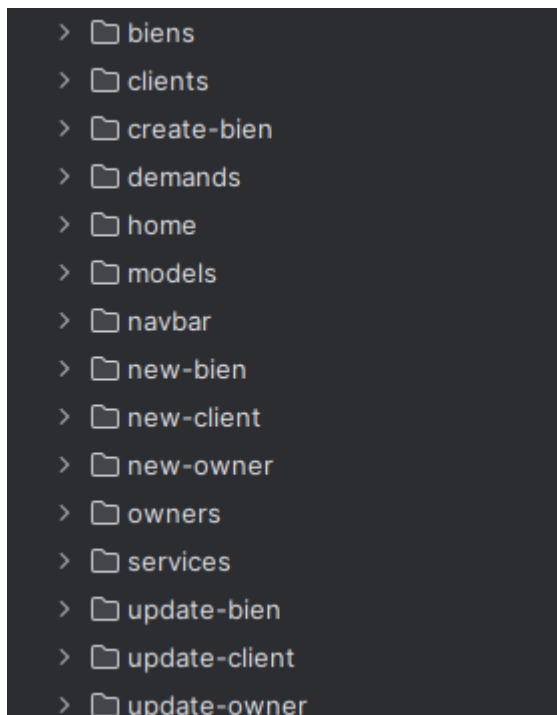 biens
clients
create-bien
demands
home
models
navbar
new-bien
new-client
new-owner
owners
services
update-bien
update-client
update-owner